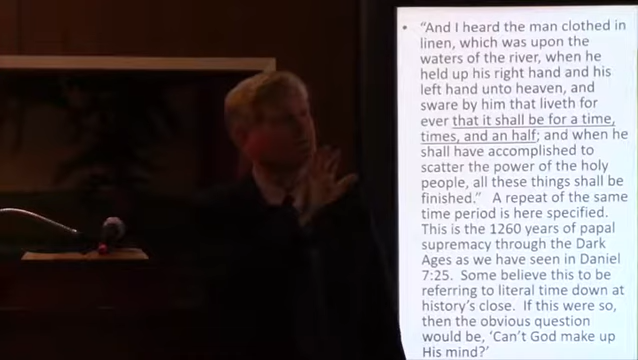 • “And I heard the man clothed in
linen, which was upon the
waters of the river, when he
held up his right hand and his
left hand unto heaven, and
sware by him that liveth for
ever that it shall be for a time,
times, and an half; and when he
shall have accomplished to
scatter the power of the holy
people, all these things shall be
finished.” A repeat of the same
time period is here specified.
This is the 1260 years of papal
supremacy through the Dark
Ages as we have seen in Daniel
7:25. Some believe this to be
referring to literal time down at
history’s close. If this were so,
then the obvious question
would be, ‘Can’t God make up
His mind?’